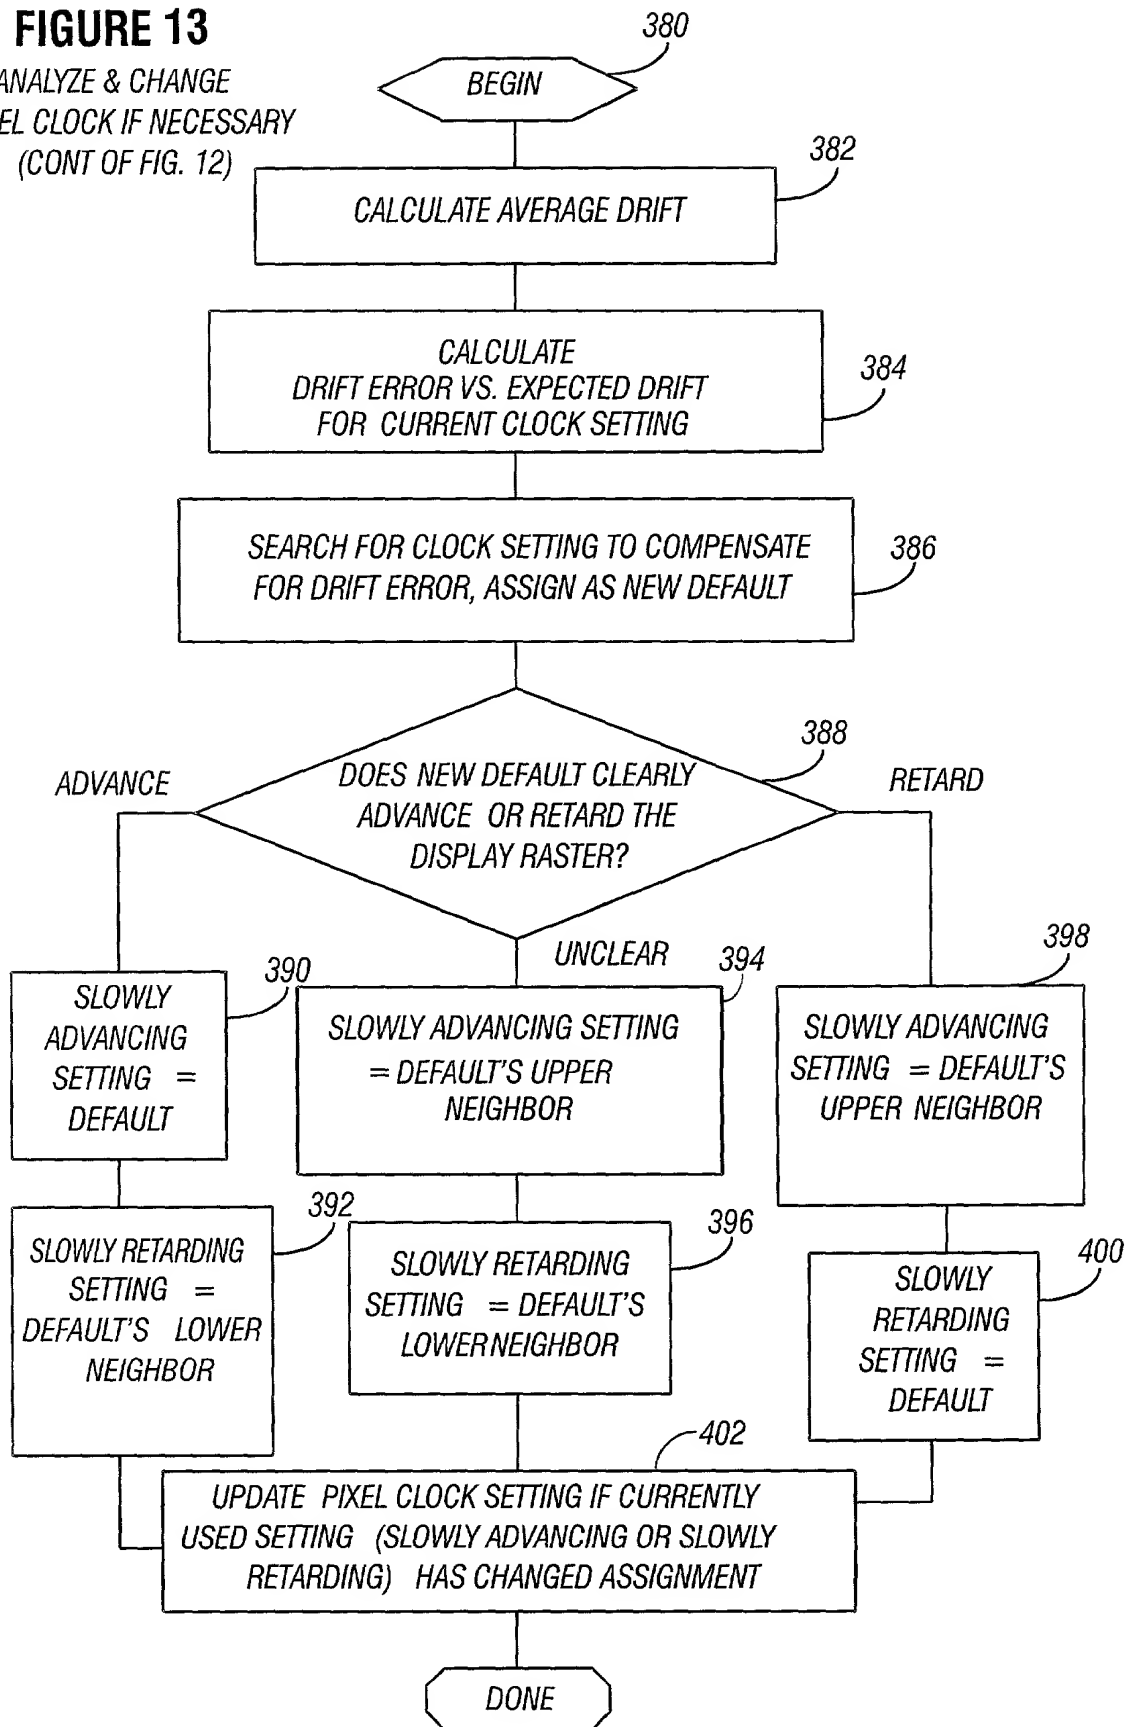 FIGURE 13
ANALYZE & CHANGE
EL CLOCK IF NECESSARY
(CONT OF FIG. 12)
380
BEGIN
382
CALCULATE AVERAGE DRIFT
384
CALCULATE
DRIFT ERROR VS. EXPECTED DRIFT
FOR CURRENT CLOCK SETTING
386
SEARCH FOR CLOCK SETTING TO COMPENSATE
FOR DRIFT ERROR, ASSIGN AS NEW DEFAULT
388
ADVANCE
RETARD
DOES NEW DEFAULT CLEARLY
ADVANCE OR RETARD THE
DISPLAY RASTER?
UNCLEAR
390
SLOWLY
ADVANCING
SETTING =
DEFAULT
394
SLOWLY ADVANCING SETTING
= DEFAULT'S UPPER
NEIGHBOR
398
SLOWLY ADVANCING
SETTING = DEFAULT'S
UPPER NEIGHBOR
392
SLOWLY RETARDING
SETTING =
DEFAULT'S LOWER
NEIGHBOR
396
SLOWLY RETARDING
SETTING = DEFAULT'S
LOWER NEIGHBOR
400
SLOWLY
RETARDING
SETTING =
DEFAULT
402
UPDATE PIXEL CLOCK SETTING IF CURRENTLY
USED SETTING (SLOWLY ADVANCING OR SLOWLY
RETARDING) HAS CHANGED ASSIGNMENT
DONE